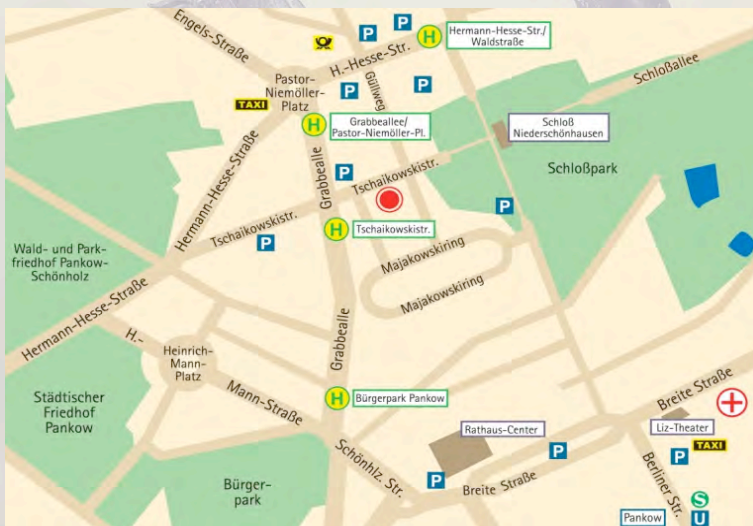 Engels-Straße
P
P
H
Hermann-Hesse-Str./
Waldstraße
H.-Hesse-Str.
Güllweg
Pastor-
Niemöller-
Platz
P
P
TAXI
H
Grabbeallee/
Pastor-Niemöller-Pl.
Schloßallee
Schloß
Niederschönhausen
Schloßpark
Hermann-Hesse-Straße
Grabbealle
P
Tschaikowskistr.
Tschaikowskistr.
P
H
Tschaikowskistr.
P
Wald- und Park-
friedhof Pankow-
Schönholz
Majakowskiring
Majakowskiring
Hermann-Hesse-Straße
H.-
Heinrich-
Mann-
Platz
Mann-Straße
Grabbealle
H
Bürgerpark Pankow
Städtischer
Friedhof
Pankow
Bürger-
park
Schönhlz. Str.
Rathaus-Center
P
P
Breite Straße
Breite Straße
Liz-Theater
P
TAXI
Berliner Str.
S
Pankow
U